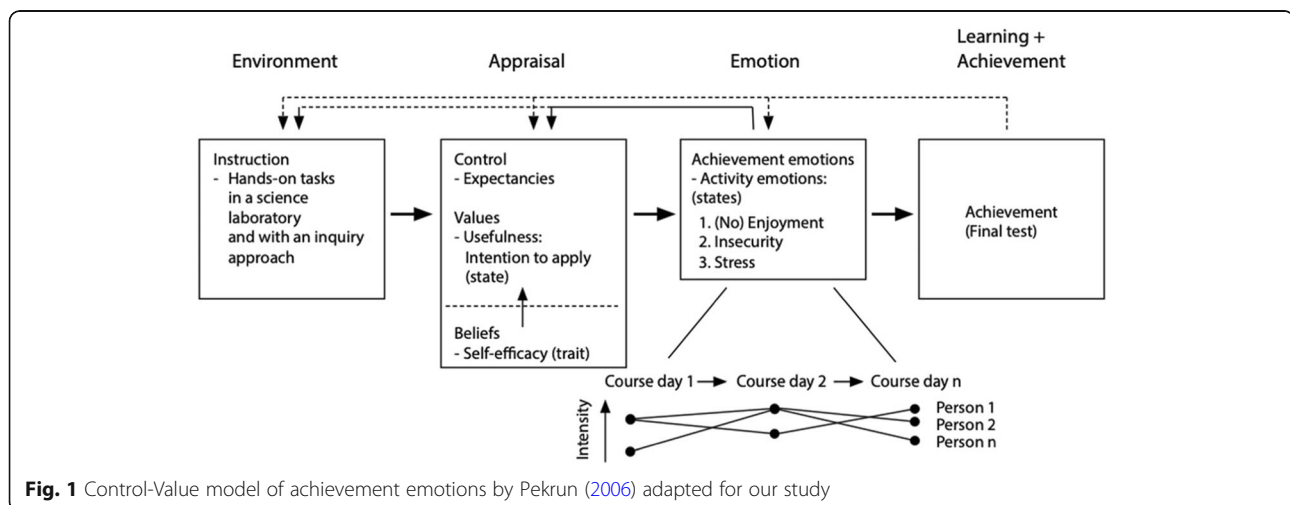 Environment
Appraisal
Emotion
Learning +
Achievement
Instruction
- Hands-on tasks
in a science
laboratory
and with an inquiry
approach
Control
- Expectancies
Values
- Usefulness:
Intention to apply
(state)
Beliefs
- Self-efficacy (trait)
Achievement emotions
- Activity emotions:
(states)
1. (No) Enjoyment
2. Insecurity
3. Stress
Achievement
(Final test)
Course day 1 Course day 2 Course day n
Intensity
Person 1
Person 2
Person n
Fig. 1 Control-Value model of achievement emotions by Pekrun (2006) adapted for our study